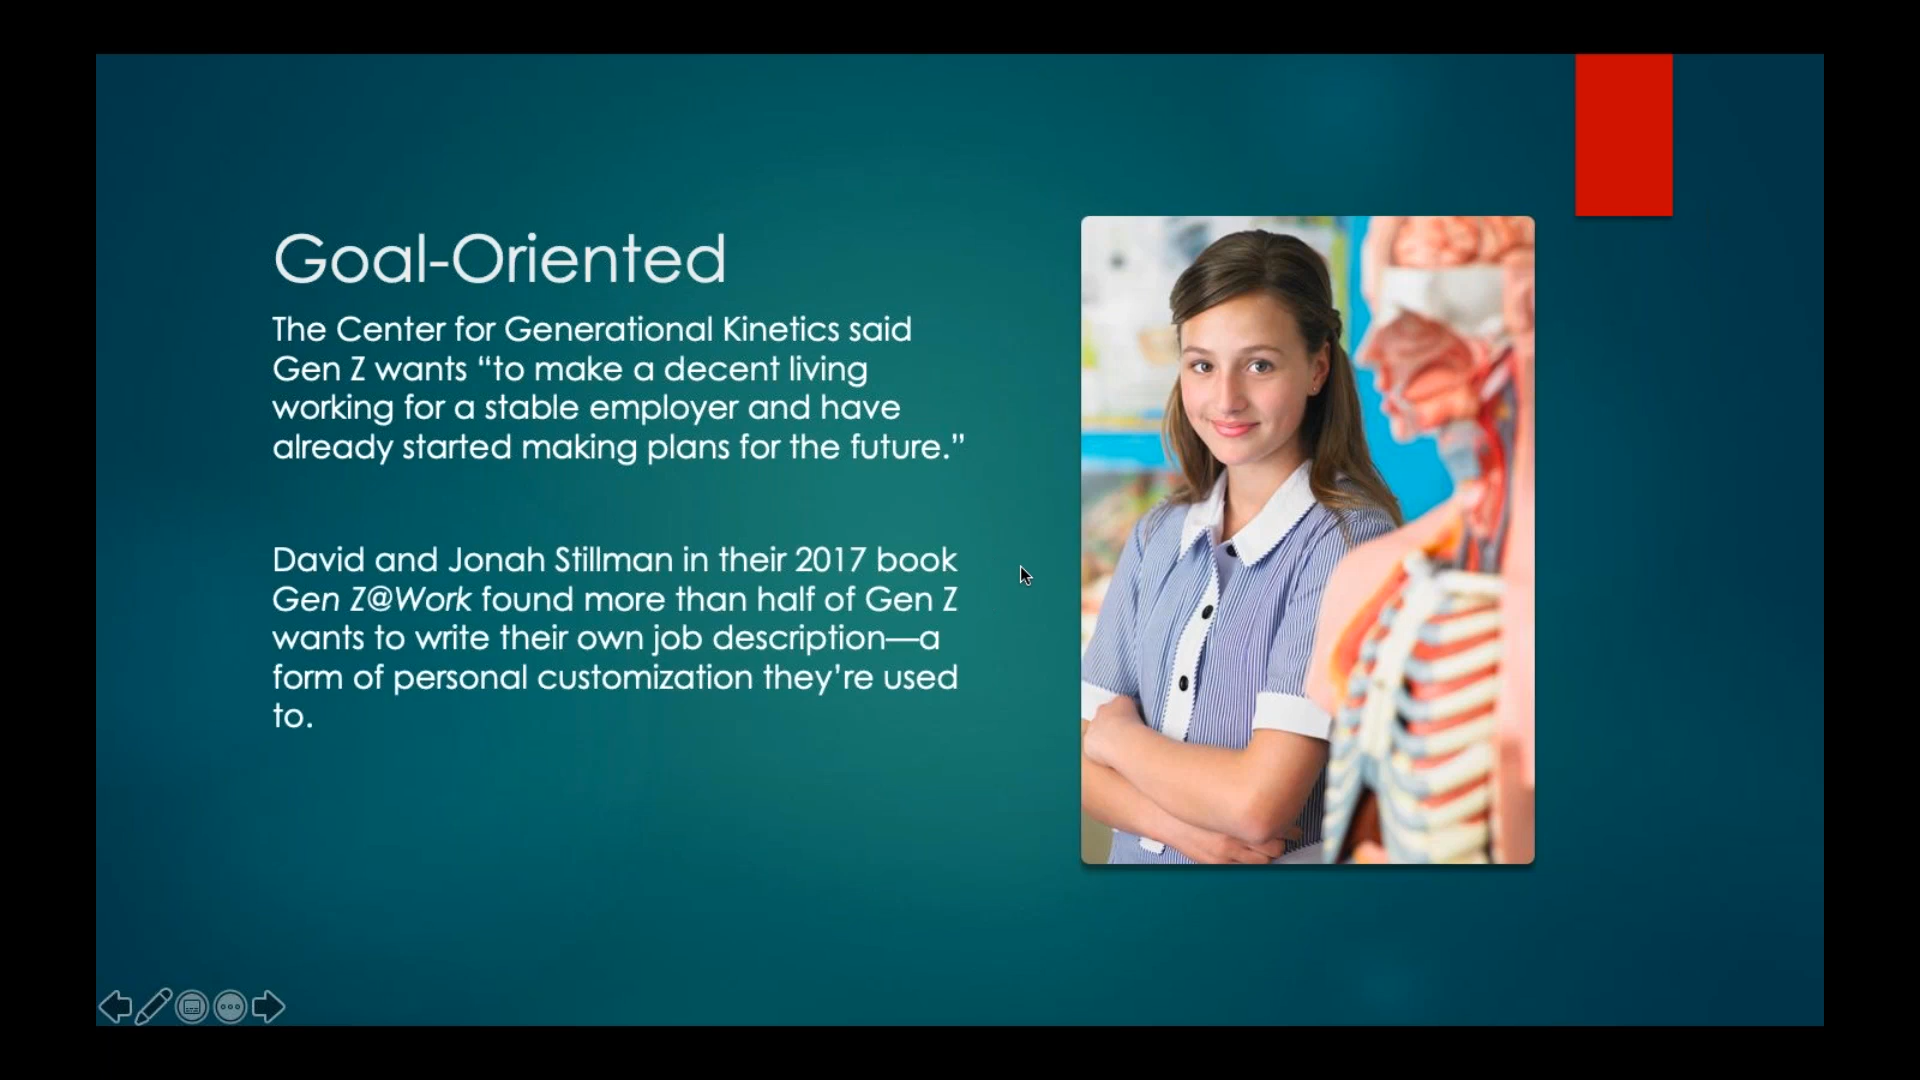 Goal-Oriented
The Center for Generational Kinetics said
Gen Z wants “to make a decent living
working for a stable employer and have
already started making plans for the future.”
David and Jonah Stillman in their 2017 book
Gen Z@Work found more than half of Gen Z
wants to write their own job description—a
form of personal customization they’re used
to.